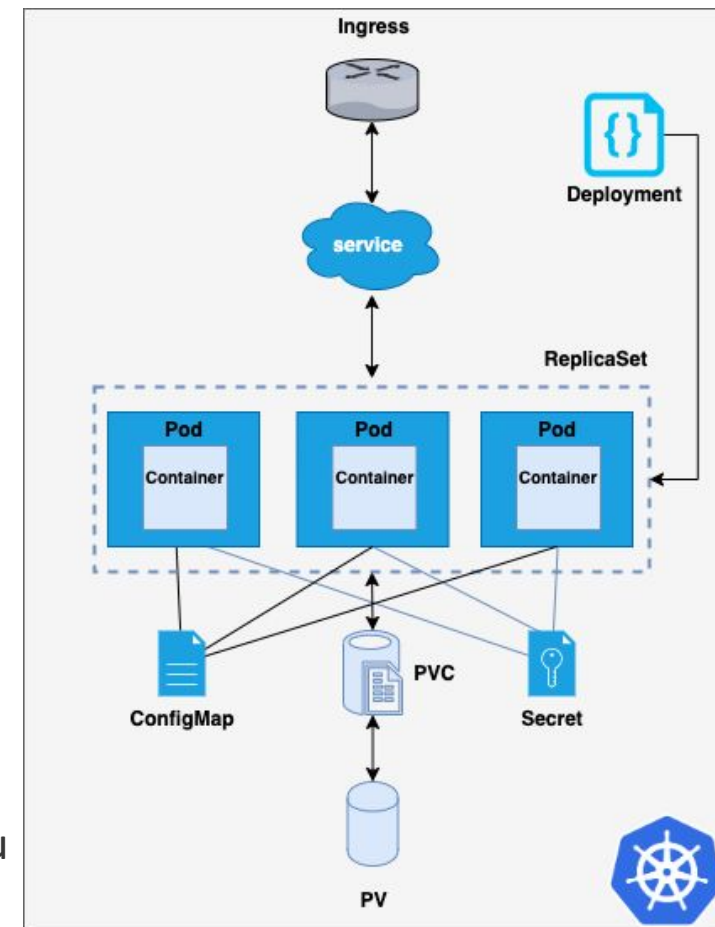 Ingress
Deployment
service
ReplicaSet
Pod Pod Pod
Container Container Container
ConfigMap
PVC
Secret
PV